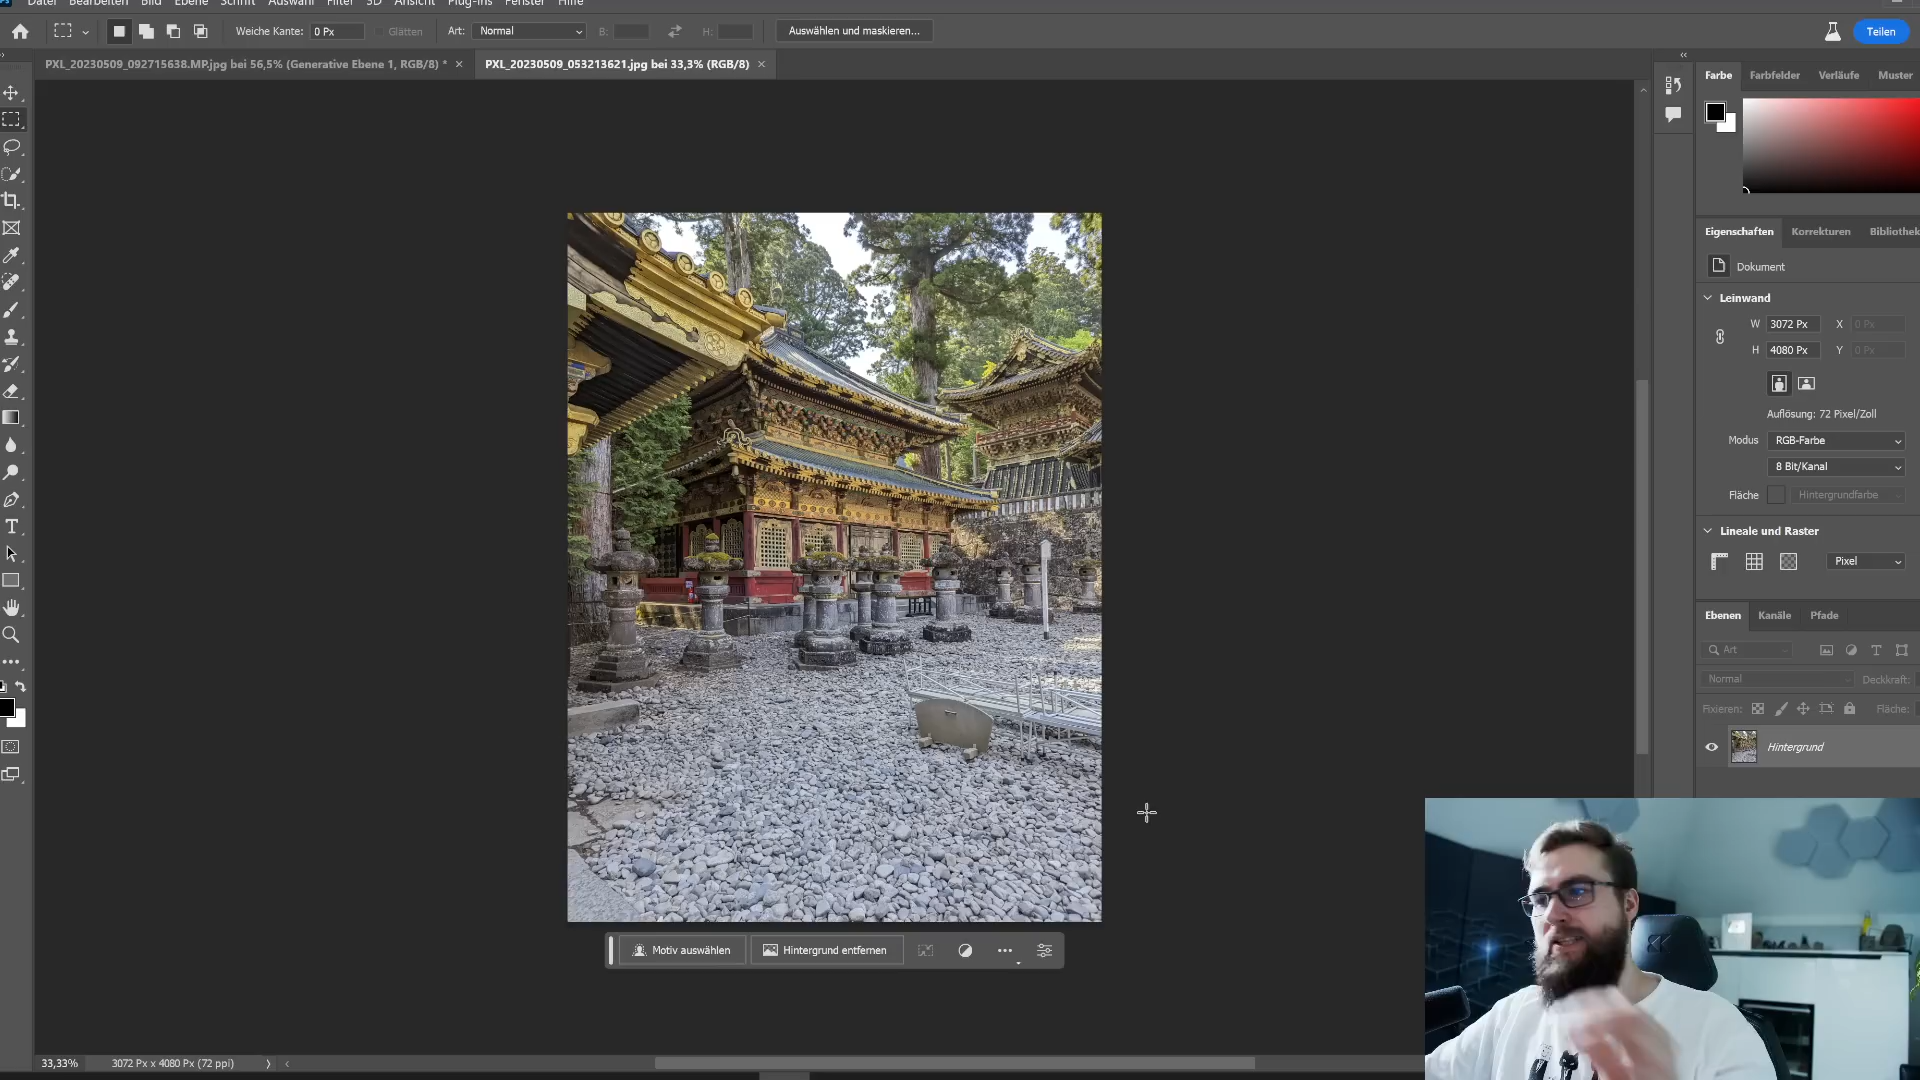 Datei Bearbeiten Bild Ebene Schrift Auswahl Filter 3D Ansicht Plug-ins Fenster Hilfe
Weiche Kante: 0 Px Glätten Art: Normal B: H: Auswählen und maskieren... Teilen
PXL_20230509_092715638.MP.jpg bei 56,5% (Generative Ebene 1, RGB/8) * × PXL_20230509_053213621.jpg bei 33,3% (RGB/8) ×
Farbe Farbfelder Verläufe Muster
Eigenschaften Korrekturen Bibliothek
Dokument
Leinwand
W 3072 Px X 0 Px
H 4080 Px Y 0 Px
Auflösung: 72 Pixel/Zoll
Modus RGB-Farbe
8 Bit/Kanal
Fläche Hintergrundfarbe
Lineale und Raster
Pixel
Ebenen Kanäle Pfade
Art
Normal Deckkraft:
Fixieren: Fläche:
Hintergrund
Motiv auswählen Hintergrund entfernen
33,33% 3072 Px x 4080 Px (72 ppi)